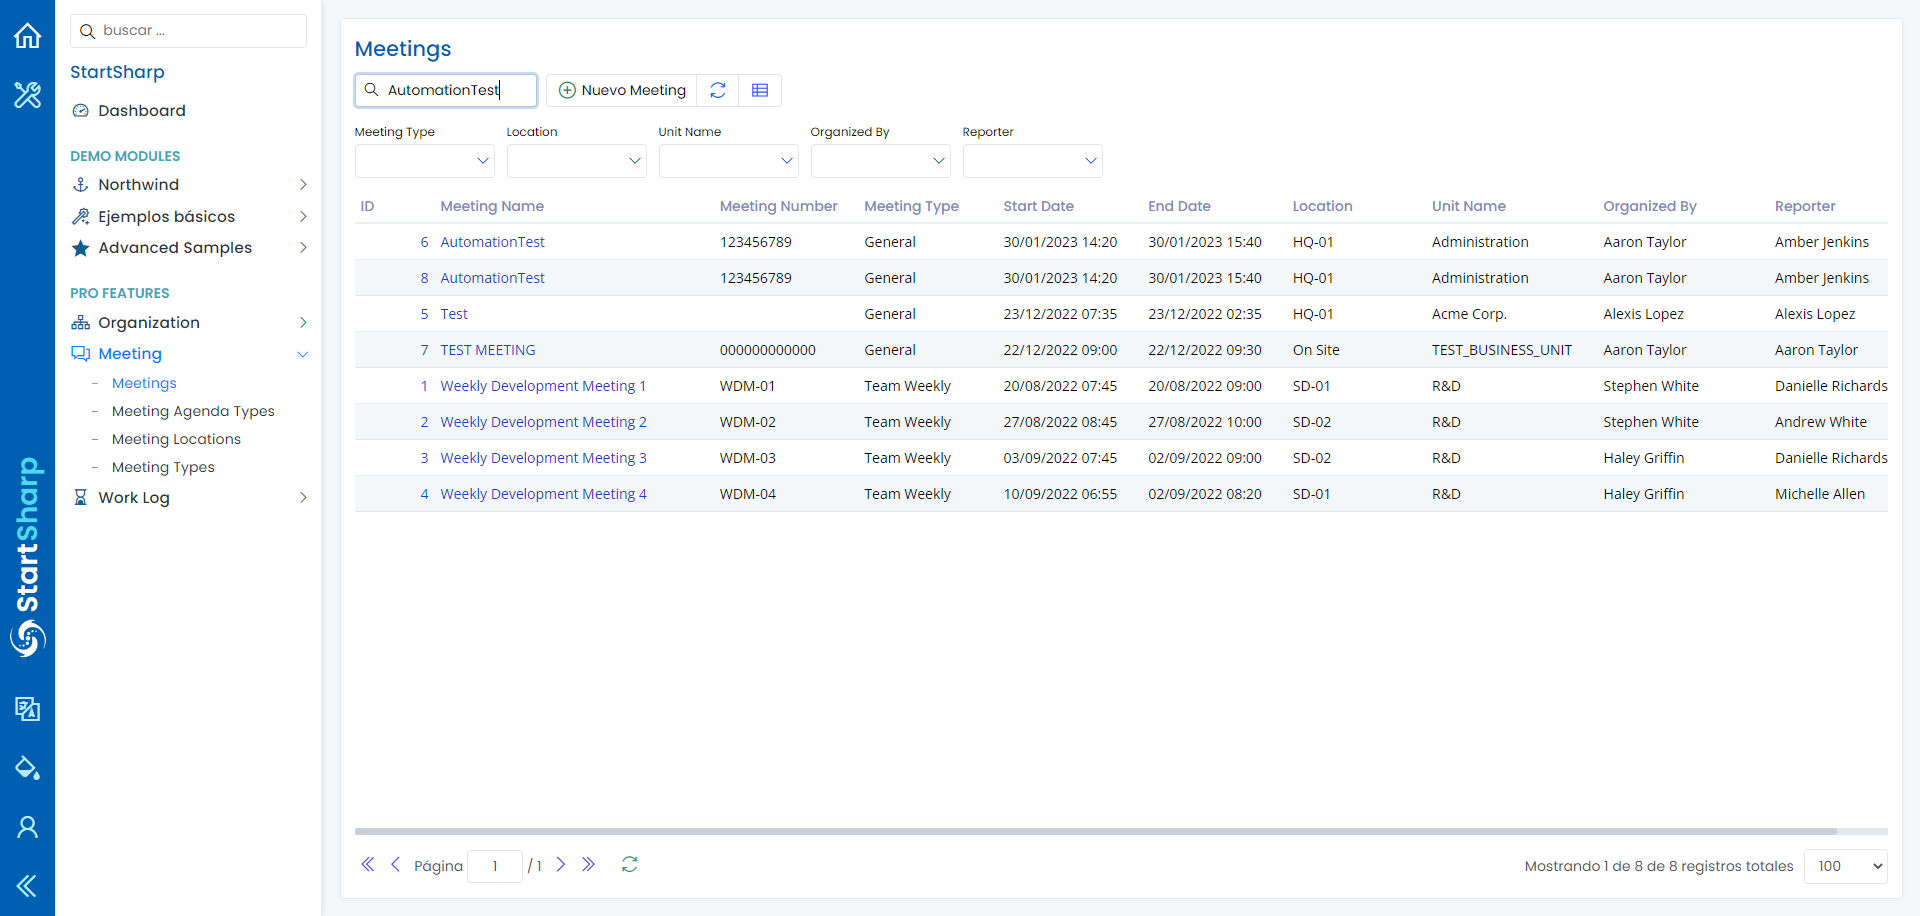 buscar ...
StartSharp
Dashboard
DEMO MODULES
Northwind
Ejemplos básicos
Advanced Samples
PRO FEATURES
Organization
Meeting
- Meetings
- Meeting Agenda Types
- Meeting Locations
- Meeting Types
Work Log
StartSharp
Meetings
AutomationTest Nuevo Meeting
Meeting Type Location Unit Name Organized By Reporter
ID Meeting Name Meeting Number Meeting Type Start Date End Date Location Unit Name Organized By Reporter
6 AutomationTest 123456789 General 30/01/2023 14:20 30/01/2023 15:40 HQ-01 Administration Aaron Taylor Amber Jenkins
8 AutomationTest 123456789 General 30/01/2023 14:20 30/01/2023 15:40 HQ-01 Administration Aaron Taylor Amber Jenkins
5 Test General 23/12/2022 07:35 23/12/2022 02:35 HQ-01 Acme Corp. Alexis Lopez Alexis Lopez
7 TEST MEETING 000000000000 General 22/12/2022 09:00 22/12/2022 09:30 On Site TEST_BUSINESS_UNIT Aaron Taylor Aaron Taylor
1 Weekly Development Meeting 1 WDM-01 Team Weekly 20/08/2022 07:45 20/08/2022 09:00 SD-01 R&D Stephen White Danielle Richards
2 Weekly Development Meeting 2 WDM-02 Team Weekly 27/08/2022 08:45 27/08/2022 10:00 SD-02 R&D Stephen White Andrew White
3 Weekly Development Meeting 3 WDM-03 Team Weekly 03/09/2022 07:45 02/09/2022 09:00 SD-02 R&D Haley Griffin Danielle Richards
4 Weekly Development Meeting 4 WDM-04 Team Weekly 10/09/2022 06:55 02/09/2022 08:20 SD-01 R&D Haley Griffin Michelle Allen
Página 1 / 1
Mostrando 1 de 8 de 8 registros totales 100